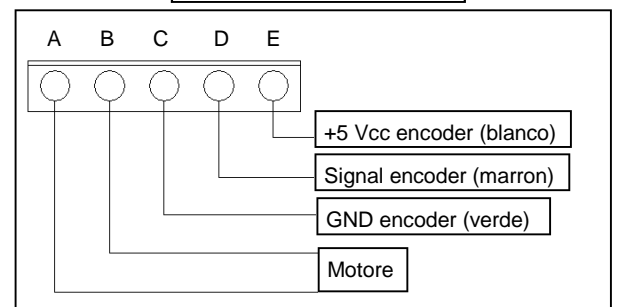 A B C D E
+5 Vcc encoder (blanco)
Signal encoder (marron)
GND encoder (verde)
Motore